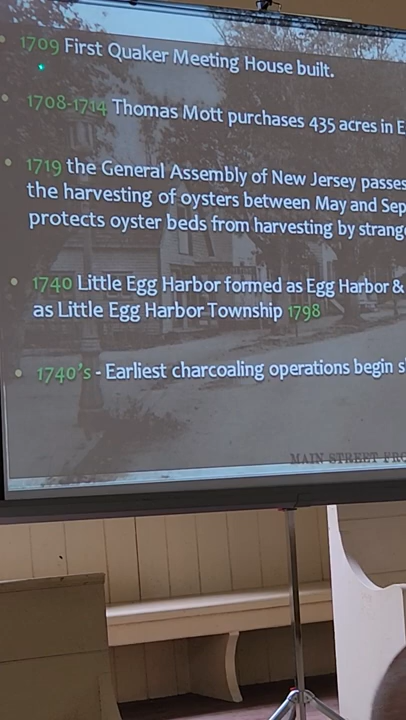 1709 First Quaker Meeting House built.
1708-1714 Thomas Mott purchases 435 acres in E
1719 the General Assembly of New Jersey passes
the harvesting of oysters between May and Sep
protects oyster beds from harvesting by strang
1740 Little Egg Harbor formed as Egg Harbor &
as Little Egg Harbor Township 1798
1740's - Earliest charcoaling operations begin s
MAIN STREET FRO